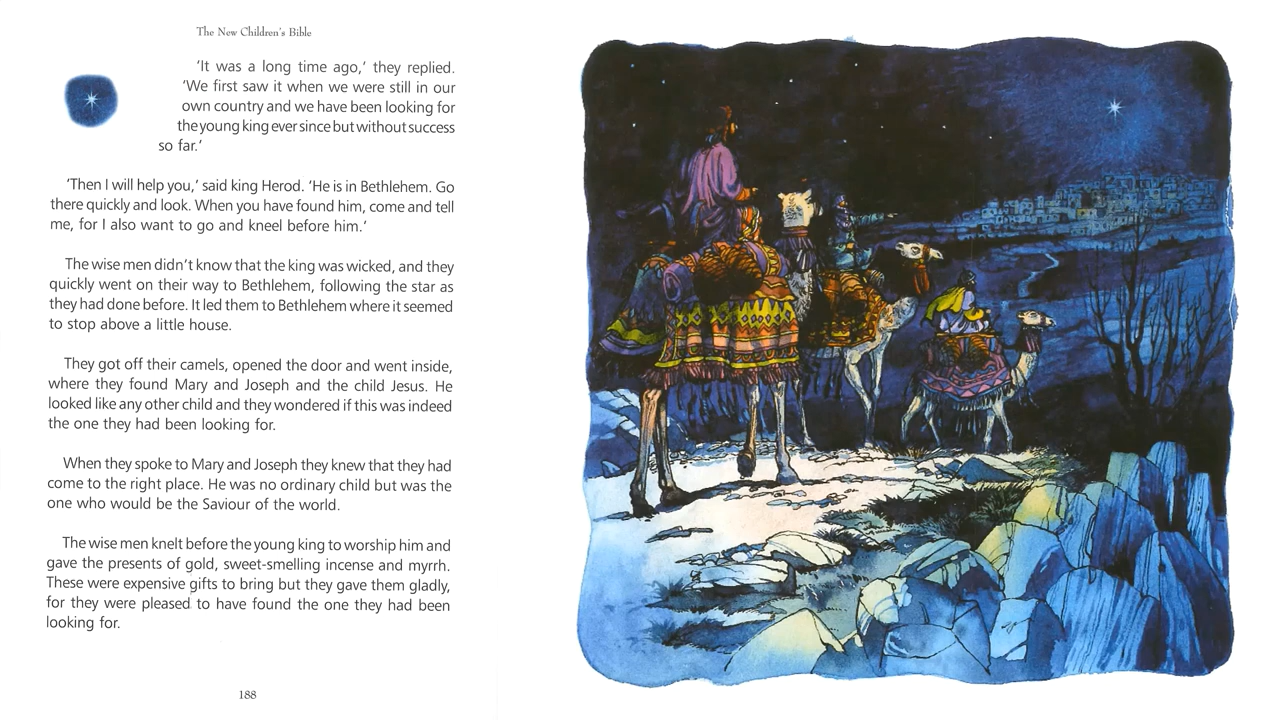 The New Children's Bible
‘It was a long time ago,’ they replied.
‘We first saw it when we were still in our
own country and we have been looking for
the young king ever since but without success
so far.’
‘Then I will help you,’ said king Herod. ‘He is in Bethlehem. Go
there quickly and look. When you have found him, come and tell
me, for I also want to go and kneel before him.’
The wise men didn’t know that the king was wicked, and they
quickly went on their way to Bethlehem, following the star as
they had done before. It led them to Bethlehem where it seemed
to stop above a little house.
They got off their camels, opened the door and went inside,
where they found Mary and Joseph and the child Jesus. He
looked like any other child and they wondered if this was indeed
the one they had been looking for.
When they spoke to Mary and Joseph they knew that they had
come to the right place. He was no ordinary child but was the
one who would be the Saviour of the world.
The wise men knelt before the young king to worship him and
gave the presents of gold, sweet-smelling incense and myrrh.
These were expensive gifts to bring but they gave them gladly,
for they were pleased to have found the one they had been
looking for.
188